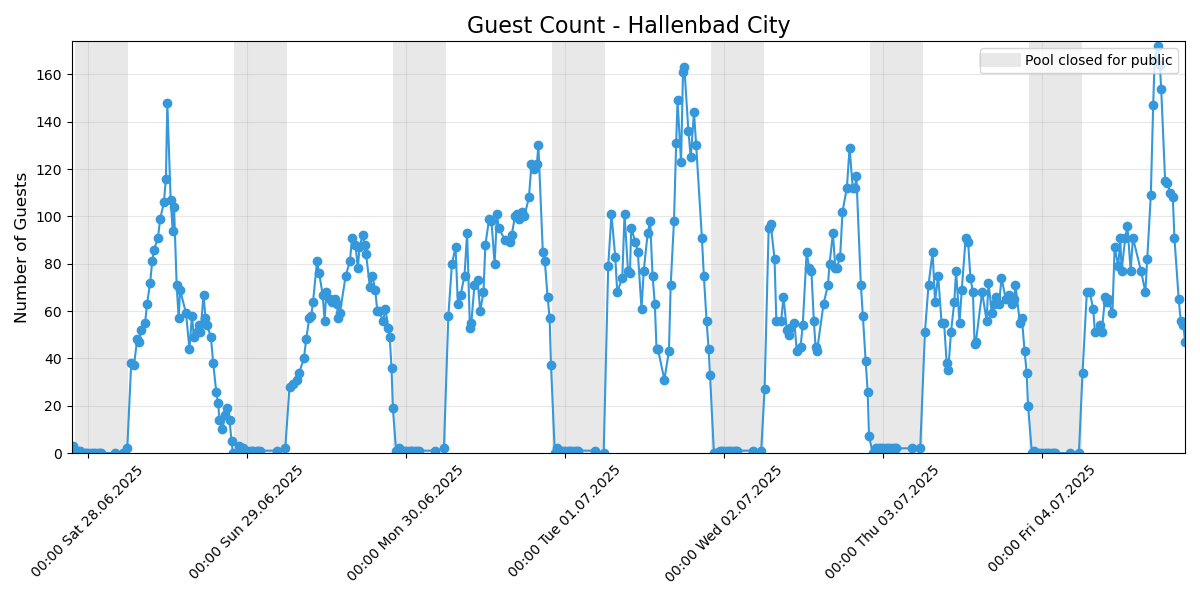 Guest Count - Hallenbad City
Pool closed for public
Number of Guests
160
140
120
100
80
60
40
20
0
00:00 Sat 28.06.2025
00:00 Sun 29.06.2025
00:00 Mon 30.06.2025
00:00 Tue 01.07.2025
00:00 Wed 02.07.2025
00:00 Thu 03.07.2025
00:00 Fri 04.07.2025